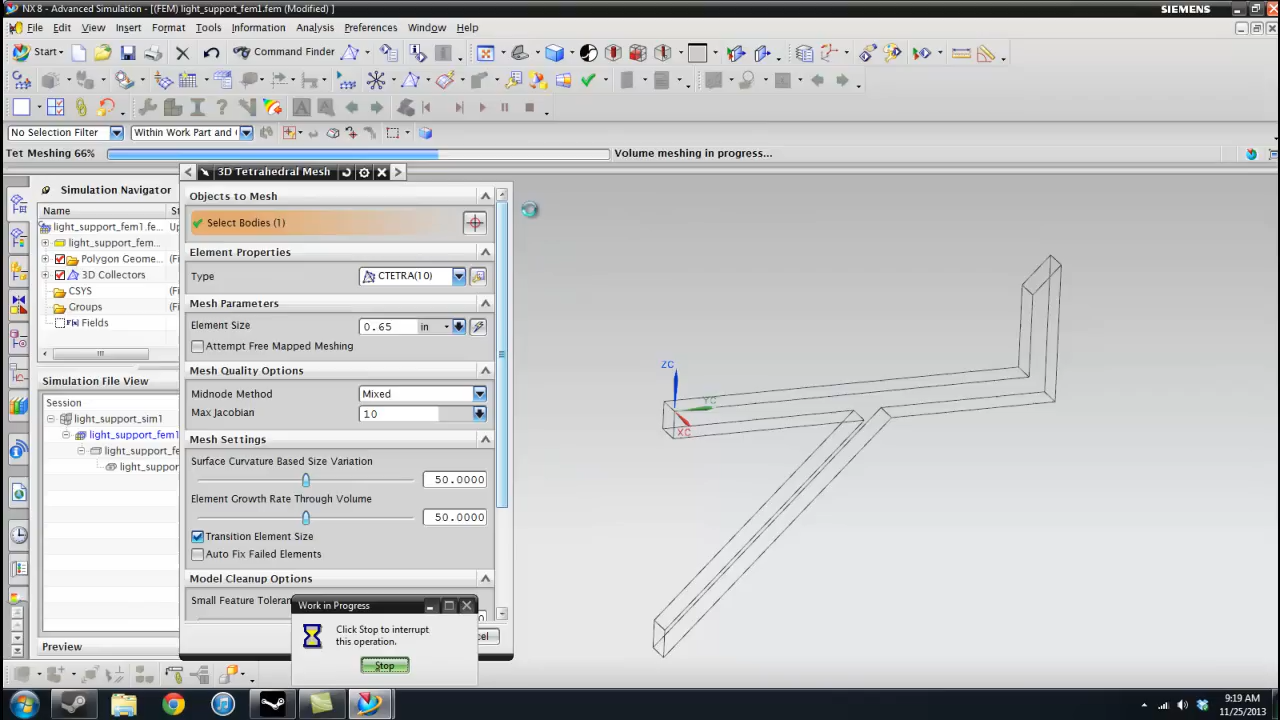 NX 8 - Advanced Simulation - [(FEM) light_support_fem1.fem (Modified) ]
SIEMENS
File Edit View Insert Format Tools Information Analysis Preferences Window Help
Start
Command Finder
No Selection Filter
Within Work Part and
Tet Meshing 66%
Volume meshing in progress...
Simulation Navigator
Name
light_support_fem1.fe...
light_support_fem...
Polygon Geome...
3D Collectors
CSYS
Groups
Fields
Simulation File View
Session
light_support_sim1
light_support_fem1
light_support_fe
light_suppor
Preview
3D Tetrahedral Mesh
Objects to Mesh
Select Bodies (1)
Element Properties
Type
CTETRA(10)
Mesh Parameters
Element Size
0.65
in
Attempt Free Mapped Meshing
Mesh Quality Options
Midnode Method
Mixed
Max Jacobian
10
Mesh Settings
Surface Curvature Based Size Variation
50.0000
Element Growth Rate Through Volume
50.0000
Transition Element Size
Auto Fix Failed Elements
Model Cleanup Options
Small Feature Toleran
Work in Progress
Click Stop to interrupt
this operation.
Stop
cel
ZC
YC
XC
9:19 AM
11/25/2013